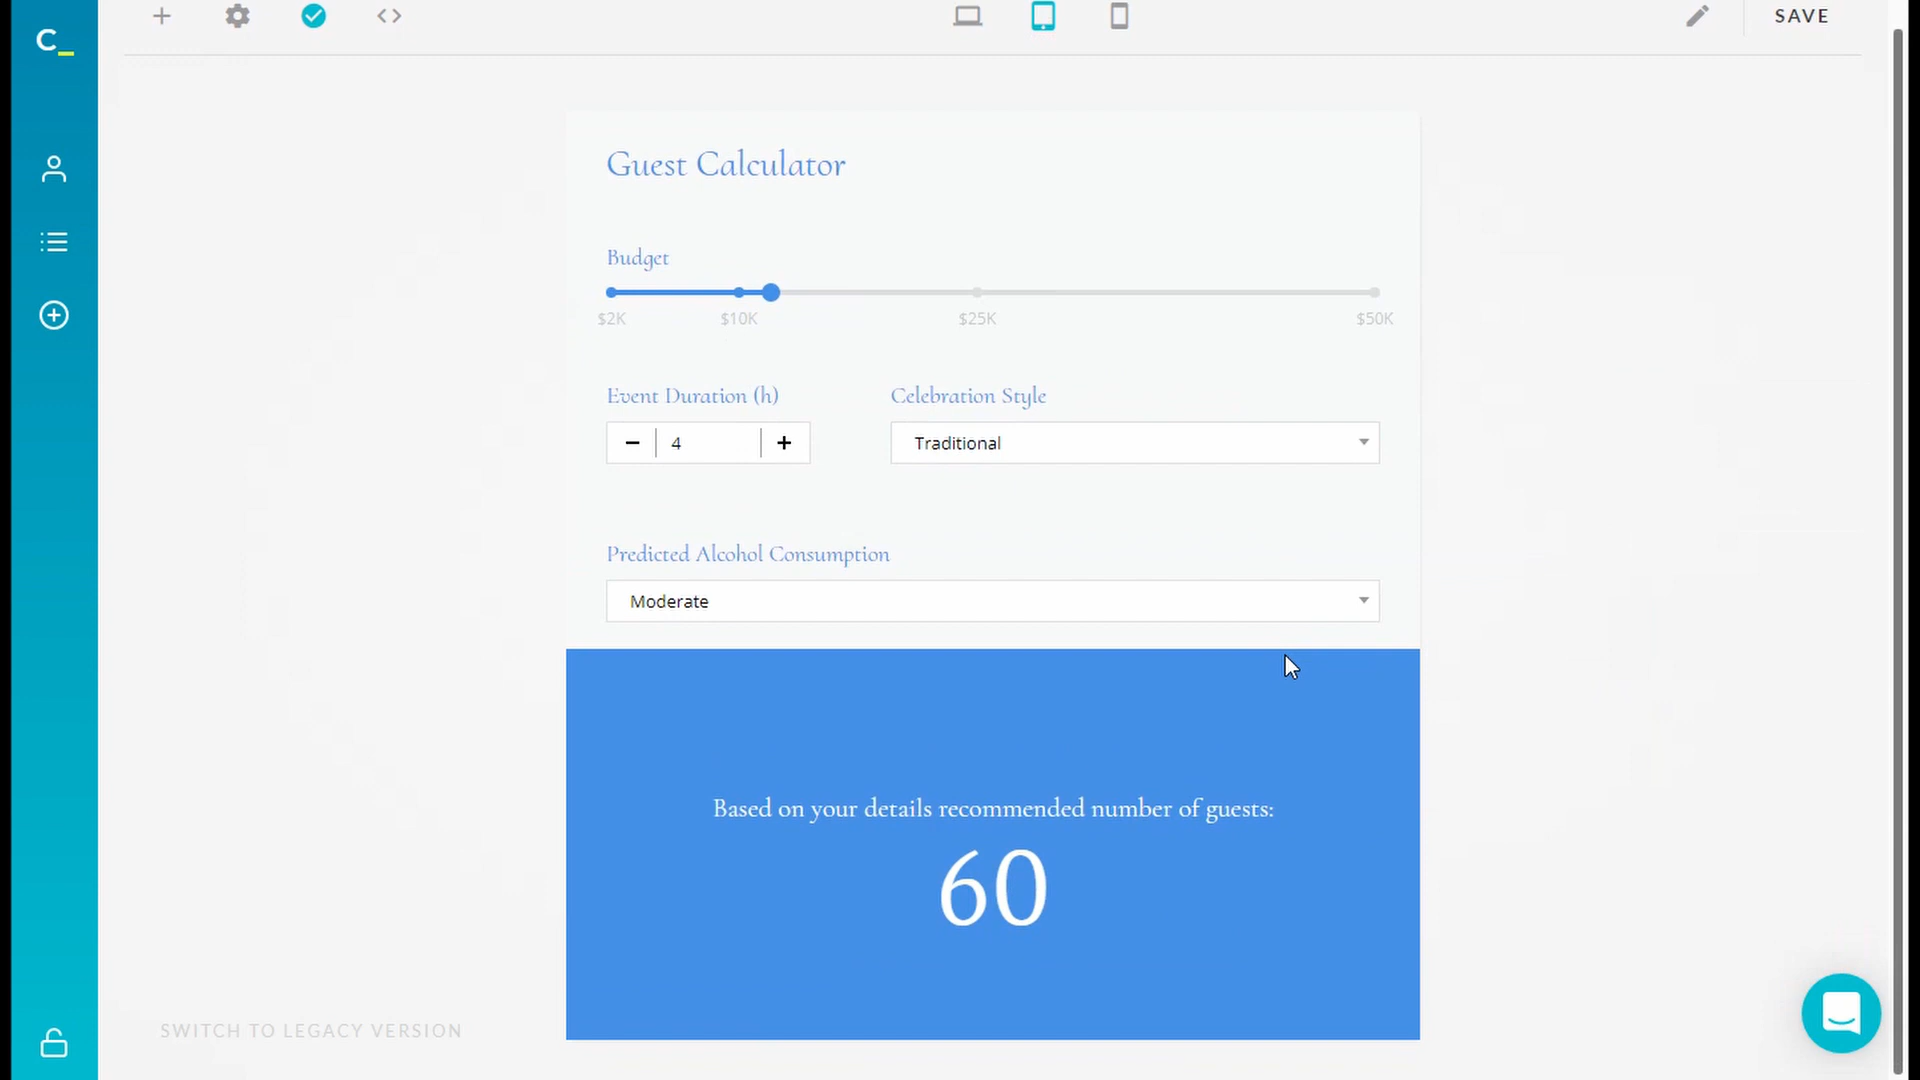 C_
SAVE
Guest Calculator
Budget
$2K $10K $25K $50K
Event Duration (h) Celebration Style
4 Traditional
Predicted Alcohol Consumption
Moderate
Based on your details recommended number of guests:
60
SWITCH TO LEGACY VERSION